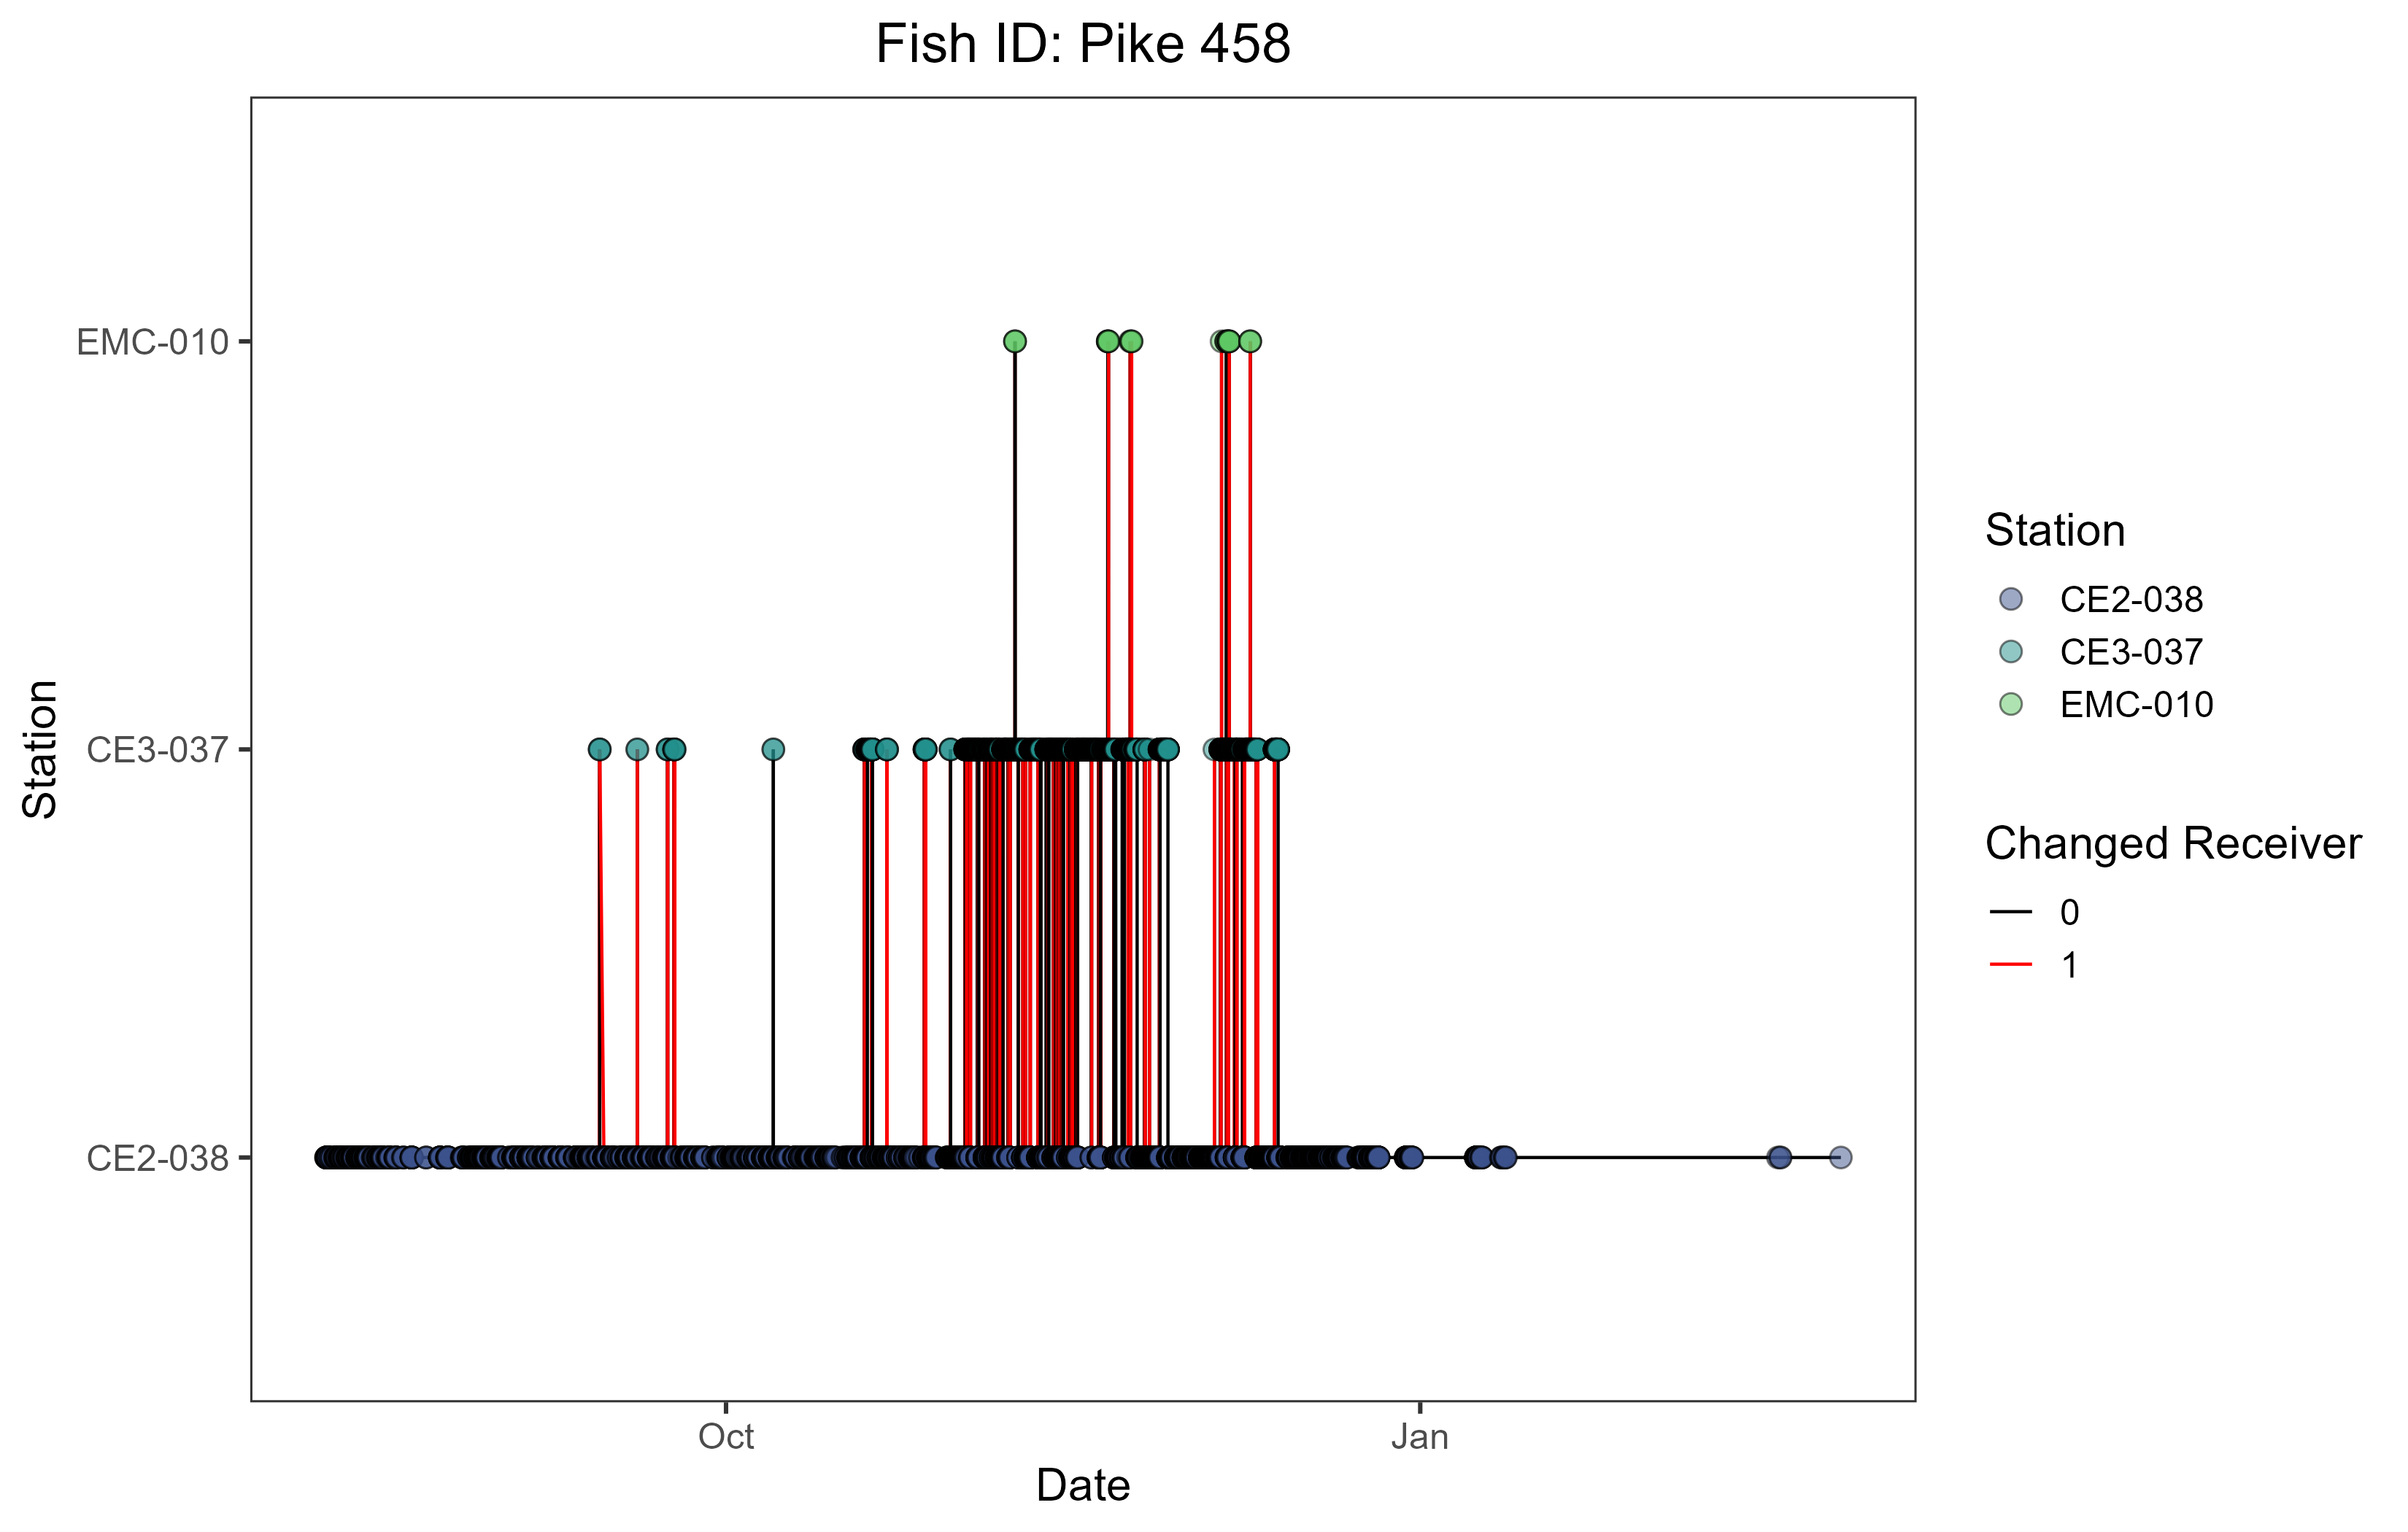 Fish ID: Pike 458
Station
EMC-010
CE3-037
CE2-038
Oct
Jan
Date
Station
CE2-038
CE3-037
EMC-010
Changed Receiver
0
1